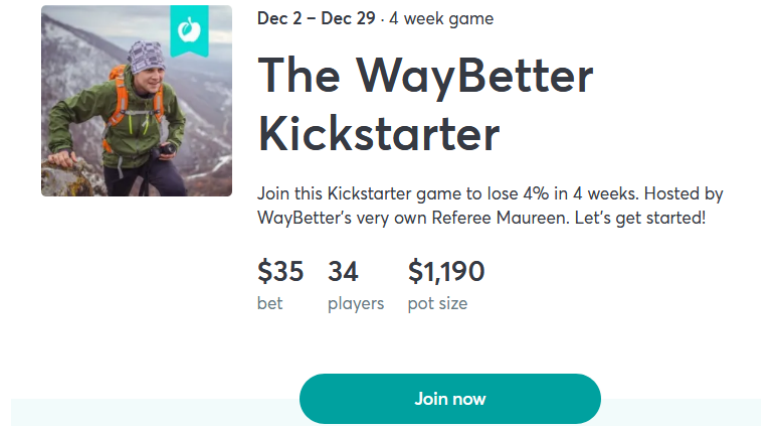 Dec 2 – Dec 29 · 4 week game
The WayBetter
Kickstarter
Join this Kickstarter game to lose 4% in 4 weeks. Hosted by
WayBetter's very own Referee Maureen. Let's get started!
$35 34 $1,190
bet players pot size
Join now